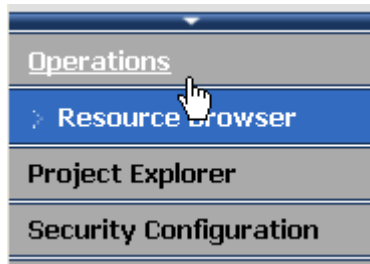 Operations
Resource Browser
Project Explorer
Security Configuration